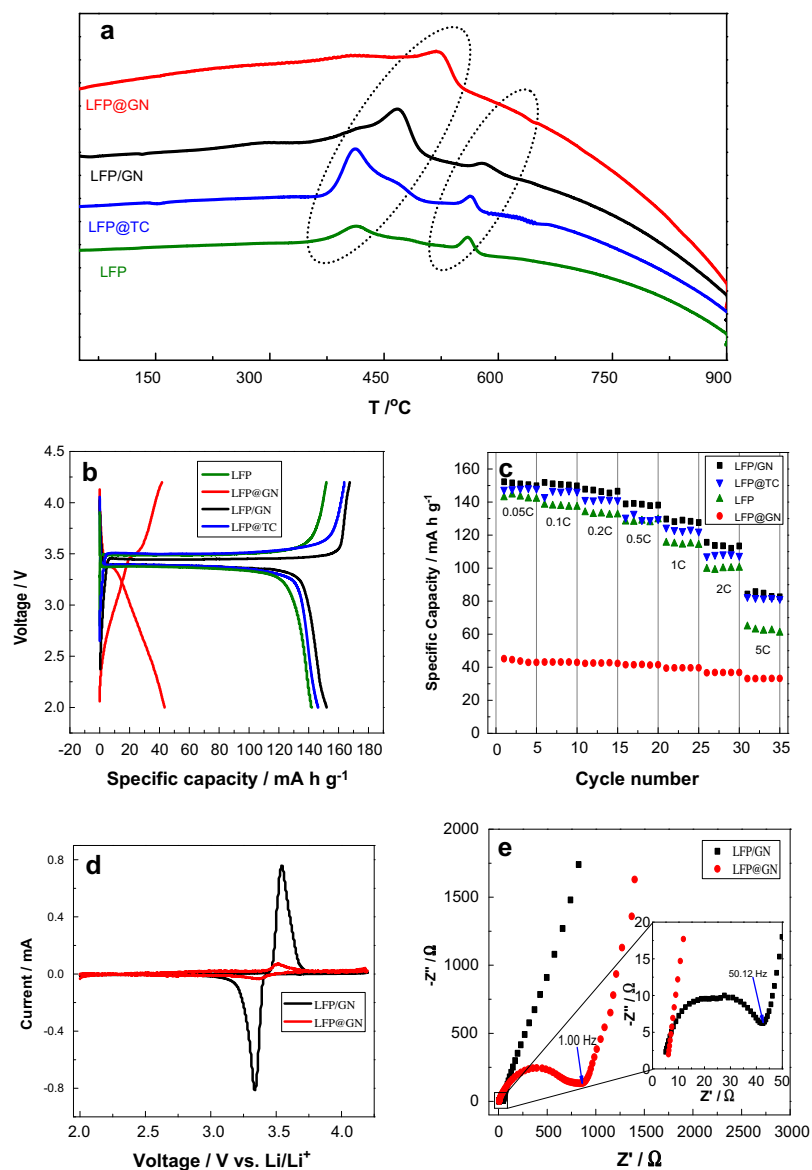 a
LFP@GN
LFP/GN
LFP@TC
LFP
150 300 450 600 750 900
T /°C
b
4.5
4.0
3.5
3.0
2.5
2.0
Voltage / V
LFP
LFP@GN
LFP/GN
LFP@TC
-20 0 20 40 60 80 100 120 140 160 180
Specific capacity / mA h g⁻¹
c
160
140
120
100
80
60
40
20
0
Specific Capacity / mA h g⁻¹
LFP/GN
LFP@TC
LFP
LFP@GN
0.05C
0.1C
0.2C
0.5C
1C
2C
5C
0 5 10 15 20 25 30 35
Cycle number
d
0.8
0.4
0.0
-0.4
-0.8
Current / mA
LFP/GN
LFP@GN
2.0 2.5 3.0 3.5 4.0
Voltage / V vs. Li/Li⁺
e
2000
1750
1500
1250
1000
750
500
250
0
-Z'' / Ω
LFP/GN
LFP@GN
1.00 Hz
20
15
10
5
0
-Z'' / Ω
50.12 Hz
0 10 20 30 40 50
Z' / Ω
0 500 1000 1500 2000 2500 3000
Z' / Ω